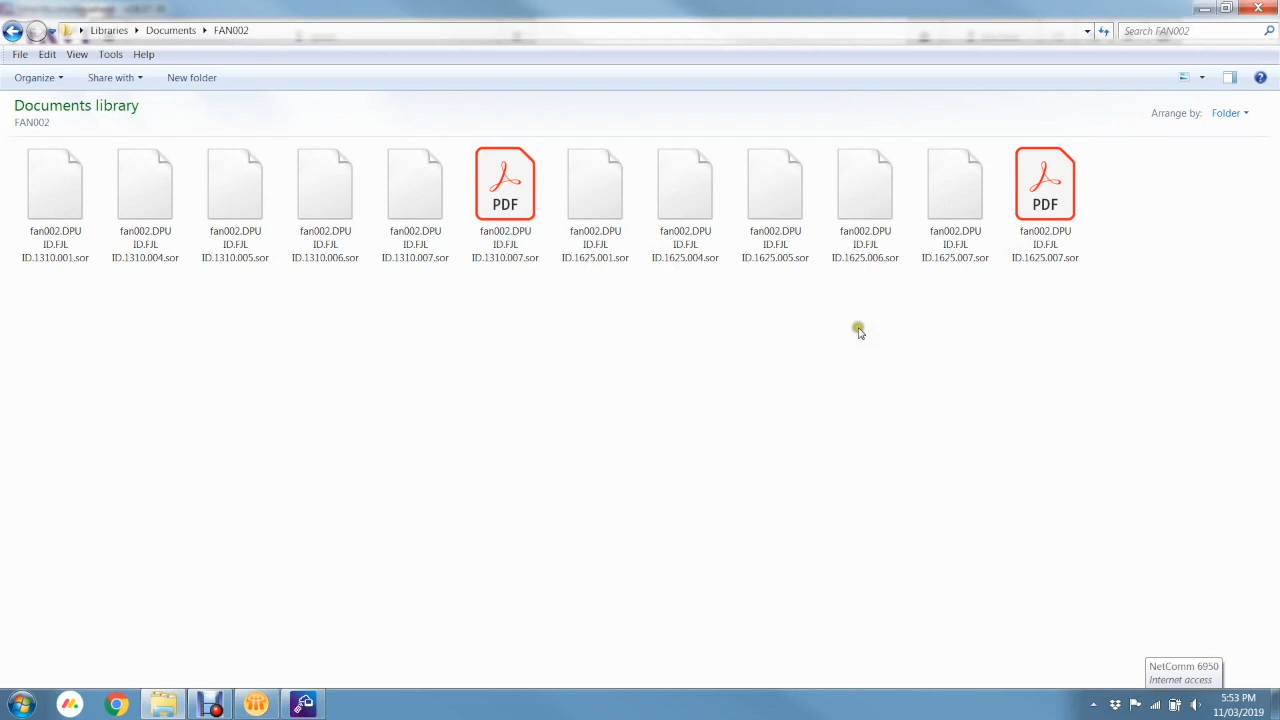 Libraries Documents FAN002
Search FAN002
File Edit View Tools Help
Organize Share with New folder
Documents library
FAN002
Arrange by: Folder
PDF PDF
fan002.DPU fan002.DPU fan002.DPU fan002.DPU fan002.DPU fan002.DPU fan002.DPU fan002.DPU fan002.DPU fan002.DPU fan002.DPU fan002.DPU
ID.FJL ID.FJL ID.FJL ID.FJL ID.FJL ID.FJL ID.FJL ID.FJL ID.FJL ID.FJL ID.FJL ID.FJL
ID.1310.001.sor ID.1310.004.sor ID.1310.005.sor ID.1310.006.sor ID.1310.007.sor ID.1310.007.sor ID.1625.001.sor ID.1625.004.sor ID.1625.005.sor ID.1625.006.sor ID.1625.007.sor ID.1625.007.sor
NetComm 6950
Internet access
5:53 PM
11/03/2019